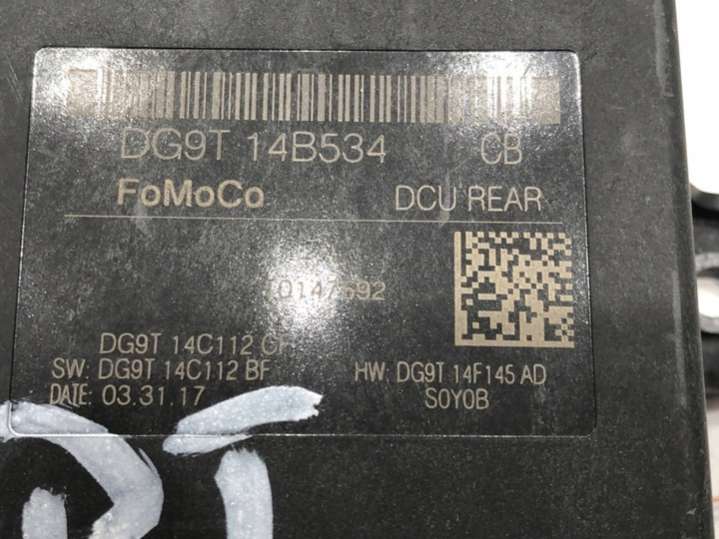 DG9T 14B534 CB
FoMoCo DCU REAR
DG9T 14C112
SW: DG9T 14C112 BF HW: DG9T 14F145 AD
DATE: 03.31.17 S0Y0B